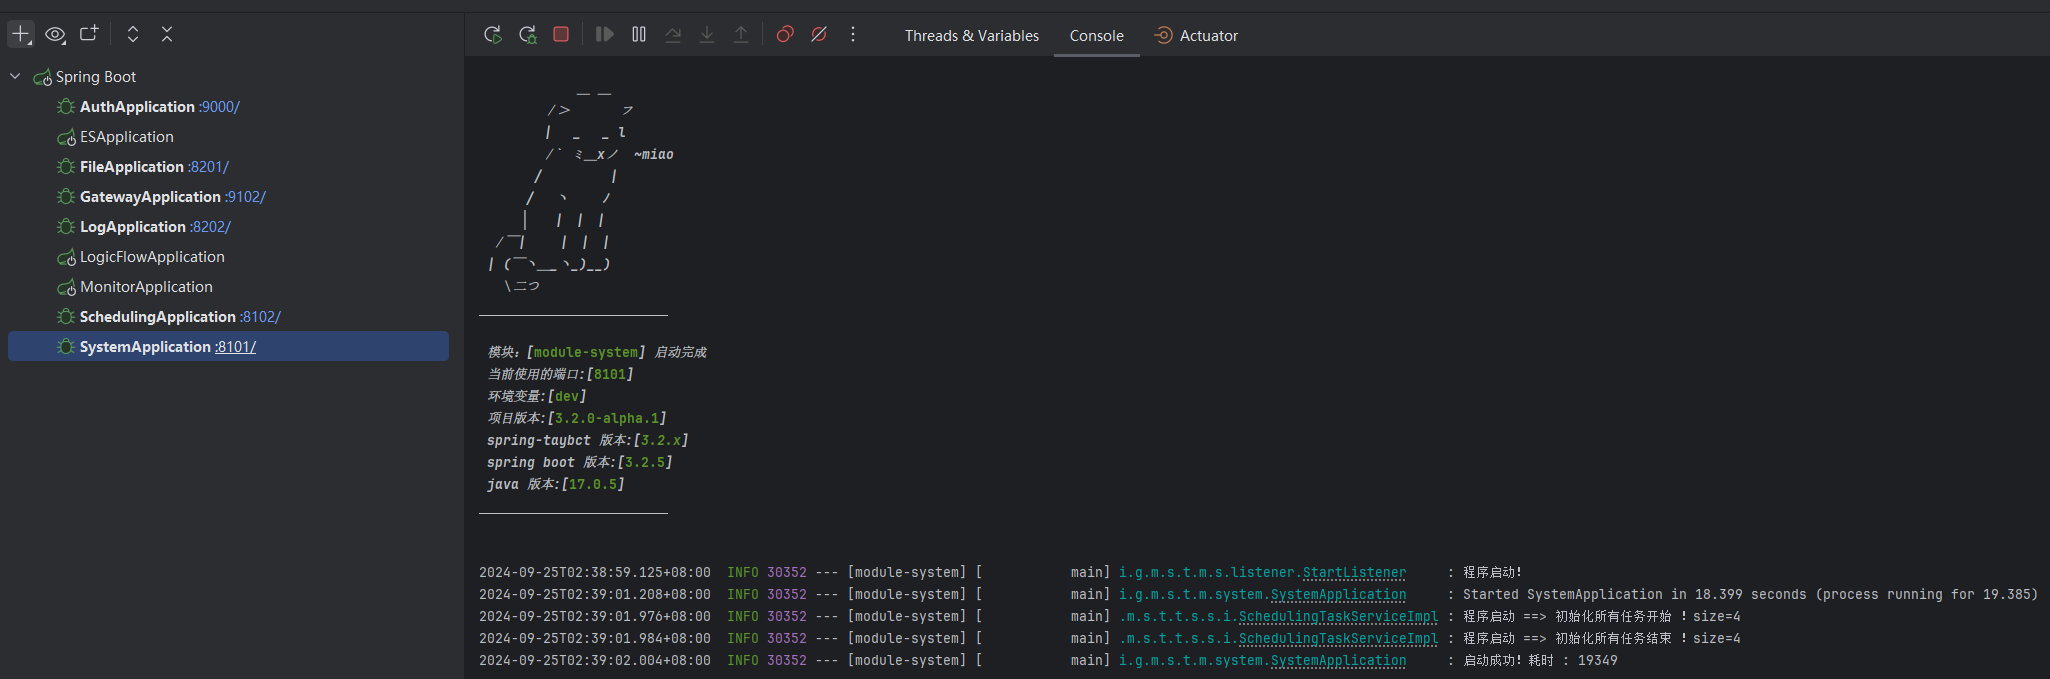 Threads & Variables
Console
Actuator
Spring Boot
AuthApplication :9000/
ESApplication
FileApplication :8201/
GatewayApplication :9102/
LogApplication :8202/
LogicFlowApplication
MonitorApplication
SchedulingApplication :8102/
SystemApplication :8101/
＿ ＿
/＞　　 フ
|  _  _ l
/` ミ＿xノ  ~miao
/         |
/   ヽ    ﾉ
│   | | |
/￣|    | | |
| (￣ヽ＿_ヽ_)__)
\二つ
模块：[module-system] 启动完成
当前使用的端口:[8101]
环境变量:[dev]
项目版本:[3.2.0-alpha.1]
spring-taybct 版本:[3.2.x]
spring boot 版本:[3.2.5]
java 版本:[17.0.5]
2024-09-25T02:38:59.125+08:00  INFO 30352 --- [module-system] [           main] i.g.m.s.t.m.s.listener.StartListener     : 程序启动!
2024-09-25T02:39:01.208+08:00  INFO 30352 --- [module-system] [           main] i.g.m.s.t.m.system.SystemApplication     : Started SystemApplication in 18.399 seconds (process running for 19.385)
2024-09-25T02:39:01.976+08:00  INFO 30352 --- [module-system] [           main] .m.s.t.t.s.s.i.SchedulingTaskServiceImpl : 程序启动 ==> 初始化所有任务开始 ！size=4
2024-09-25T02:39:01.984+08:00  INFO 30352 --- [module-system] [           main] .m.s.t.t.s.s.i.SchedulingTaskServiceImpl : 程序启动 ==> 初始化所有任务结束 ！size=4
2024-09-25T02:39:02.004+08:00  INFO 30352 --- [module-system] [           main] i.g.m.s.t.m.system.SystemApplication     : 启动成功！耗时 : 19349